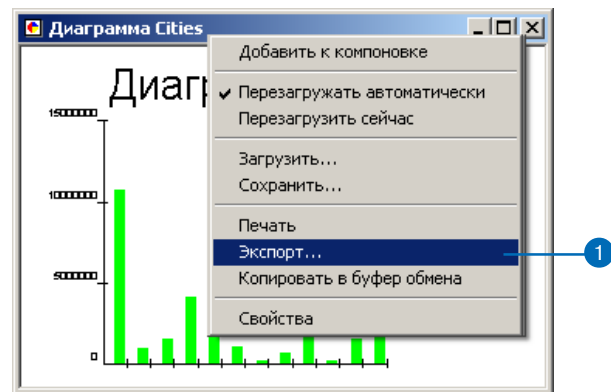 Диаграмма Cities
Добавить к компоновке
Диаг
Перезагружать автоматически
Перезагрузить сейчас
Загрузить...
Сохранить...
Печать
Экспорт...
1
Копировать в буфер обмена
Свойства
15000000
10000000
5000000
0